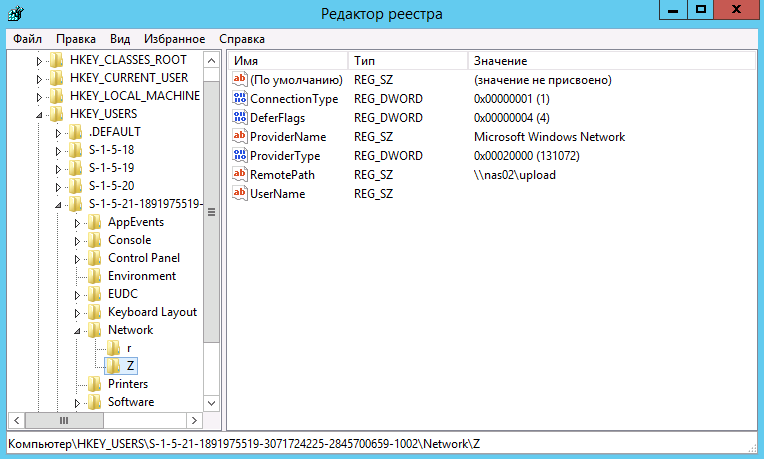 Редактор реестра
Файл Правка Вид Избранное Справка
HKEY_CLASSES_ROOT
HKEY_CURRENT_USER
HKEY_LOCAL_MACHINE
HKEY_USERS
.DEFAULT
S-1-5-18
S-1-5-19
S-1-5-20
S-1-5-21-1891975519-
AppEvents
Console
Control Panel
Environment
EUDC
Keyboard Layout
Network
r
Z
Printers
Software
Имя Тип Значение
(По умолчанию) REG_SZ (значение не присвоено)
ConnectionType REG_DWORD 0x00000001 (1)
DeferFlags REG_DWORD 0x00000004 (4)
ProviderName REG_SZ Microsoft Windows Network
ProviderType REG_DWORD 0x00020000 (131072)
RemotePath REG_SZ \\nas02\upload
UserName REG_SZ
Компьютер\HKEY_USERS\S-1-5-21-1891975519-3071724225-2845700659-1002\Network\Z